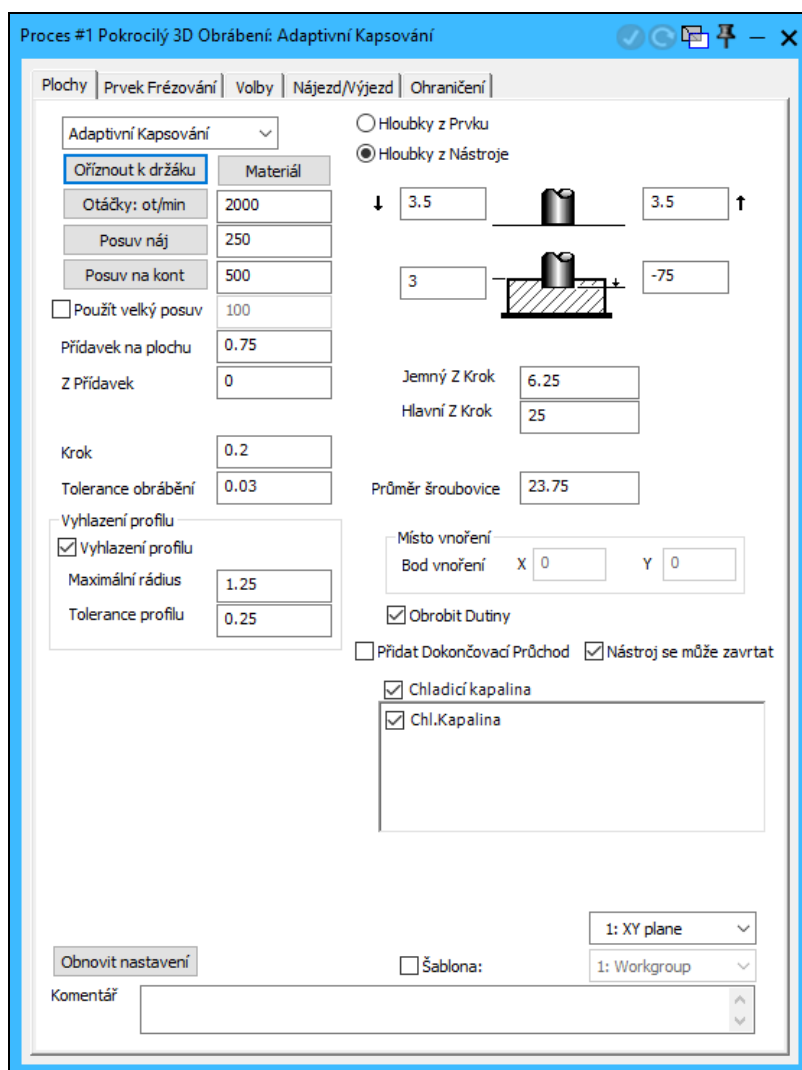 Proces #1 Pokrocilý 3D Obrábení: Adaptivní Kapsování
Plochy Prvek Frézování Volby Nájezd/Výjezd Ohraničení
Adaptivní Kapsování
Hloubky z Prvku
Hloubky z Nástroje
Oříznout k držáku Materiál
Otáčky: ot/min 2000
3.5 3.5
Posuv náj 250
Posuv na kont 500
3 -75
Použít velký posuv 100
Přídavek na plochu 0.75
Z Přídavek 0
Jemný Z Krok 6.25
Hlavní Z Krok 25
Krok 0.2
Tolerance obrábění 0.03
Průměr šroubovice 23.75
Vyhlazení profilu
Vyhlazení profilu
Maximální rádius 1.25
Tolerance profilu 0.25
Místo vnoření
Bod vnoření X 0 Y 0
Obrobit Dutiny
Přidat Dokončovací Průchod Nástroj se může zavrtat
Chladicí kapalina
Chl.Kapalina
1: XY plane
Obnovit nastavení Šablona: 1: Workgroup
Komentář